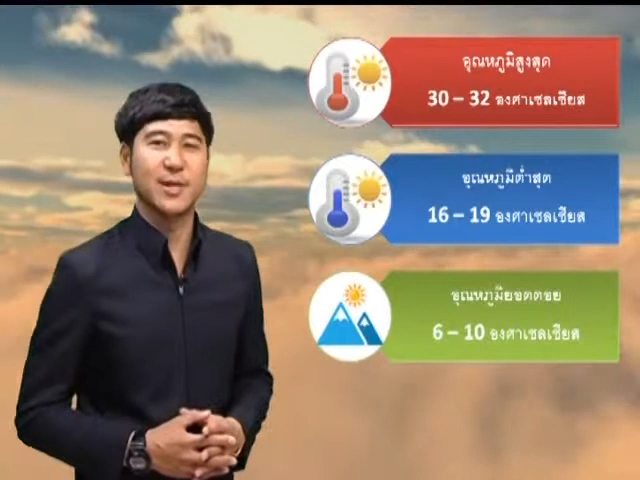 อุณหภูมิสูงสุด
30 – 32 องศาเซลเซียส
อุณหภูมิต่ำสุด
16 – 19 องศาเซลเซียส
อุณหภูมิยอดดอย
6 – 10 องศาเซลเซียส